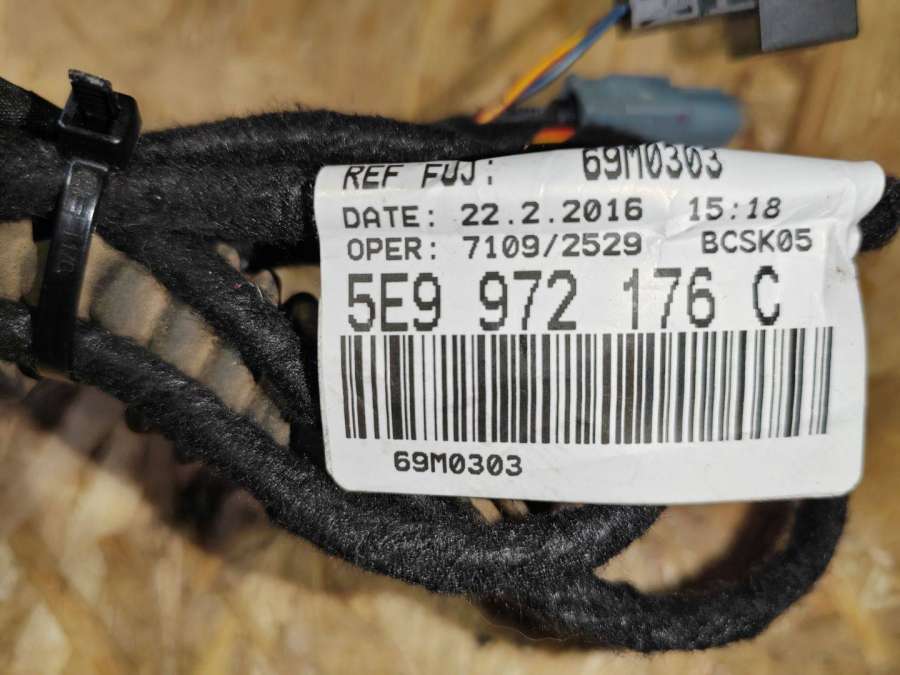 REF FUJ: 69M0303
DATE: 22.2.2016 15:18
OPER: 7109/2529 BCSK05
5E9 972 176 C
69M0303